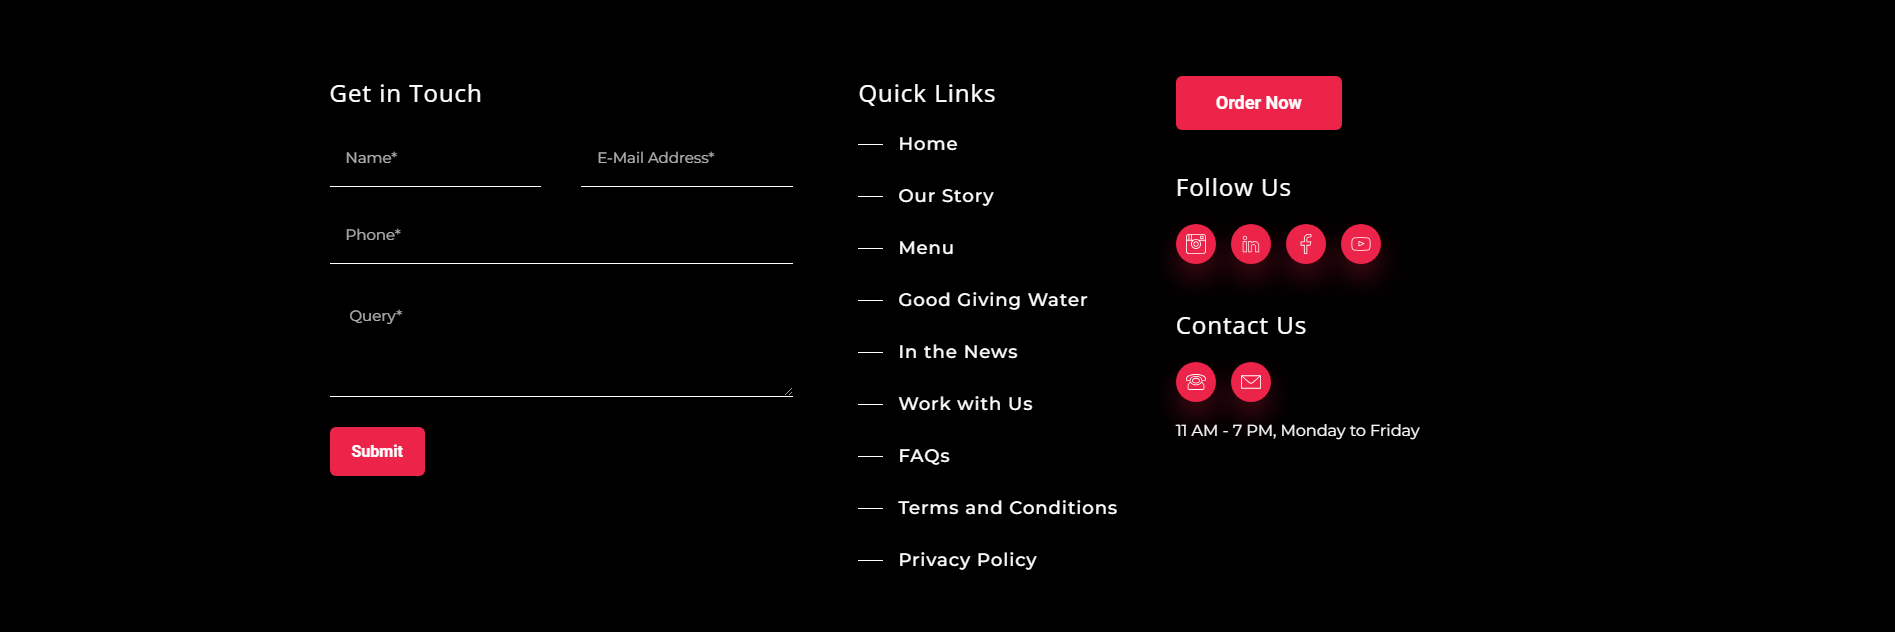 Get in Touch
Name*
E-Mail Address*
Phone*
Query*
Submit
Quick Links
Home
Our Story
Menu
Good Giving Water
In the News
Work with Us
FAQs
Terms and Conditions
Privacy Policy
Order Now
Follow Us
Contact Us
11 AM - 7 PM, Monday to Friday